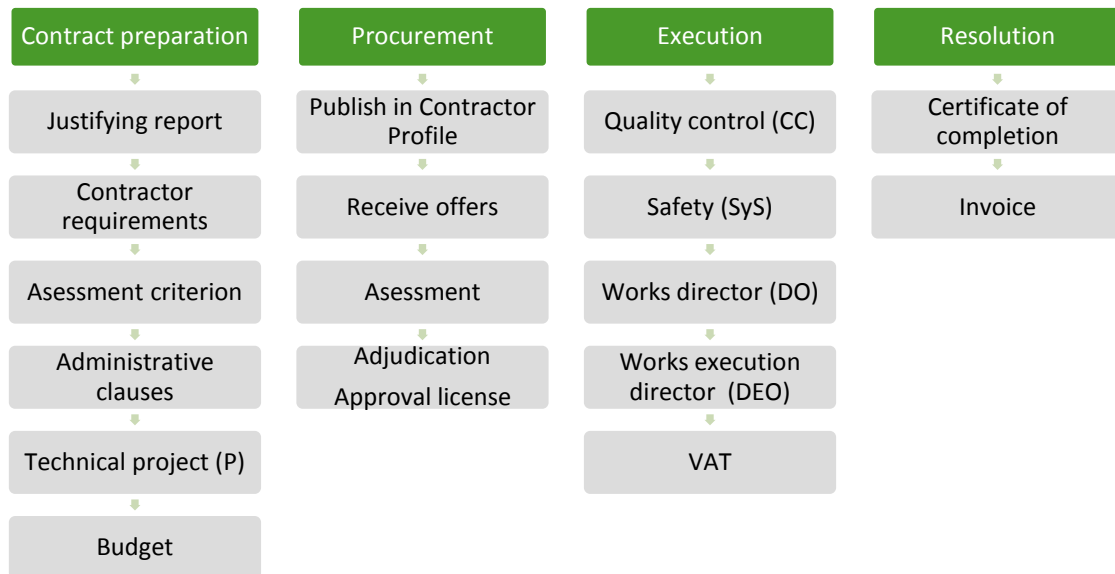 Contract preparation
Justifying report
Contractor
requirements
Asessment criterion
Administrative
clauses
Technical project (P)
Budget
Procurement
Publish in Contractor
Profile
Receive offers
Asessment
Adjudication
Approval license
Execution
Quality control (CC)
Safety (SyS)
Works director (DO)
Works execution
director (DEO)
VAT
Resolution
Certificate of
completion
Invoice